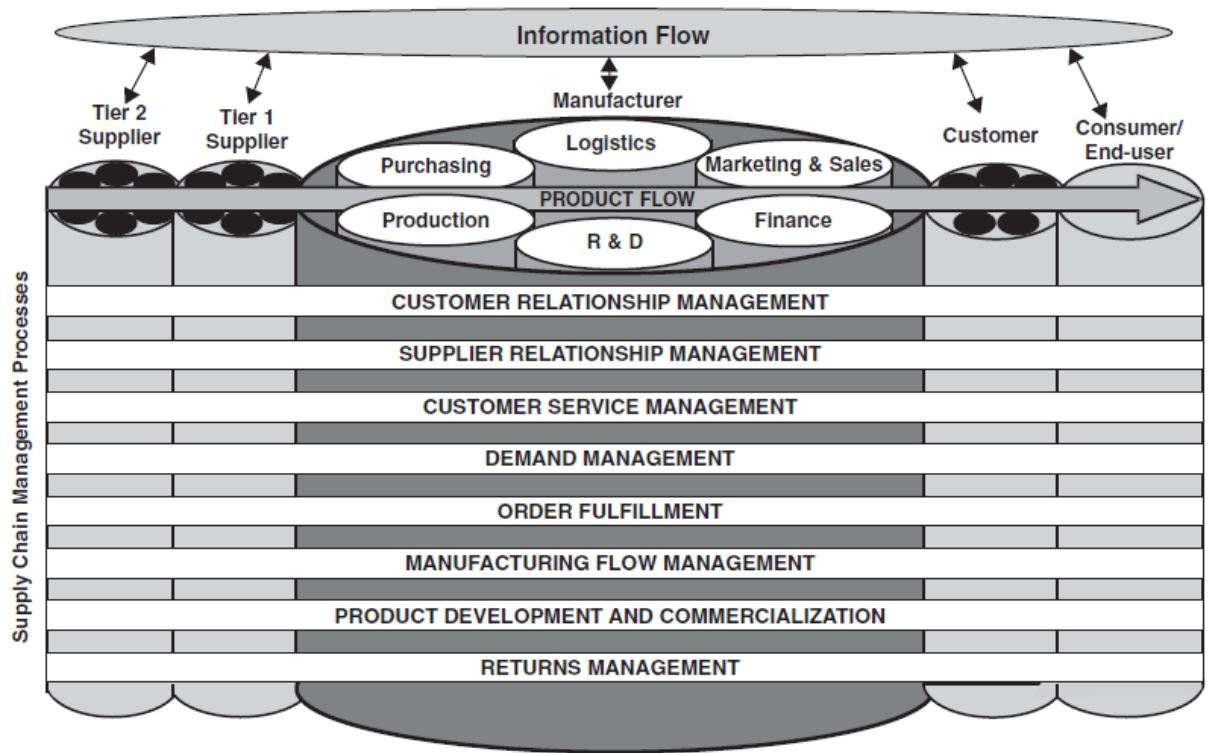 Information Flow
Tier 2
Supplier
Tier 1
Supplier
Manufacturer
Customer
Consumer/
End-user
Logistics
Purchasing
Marketing & Sales
PRODUCT FLOW
Production
R & D
Finance
Supply Chain Management Processes
CUSTOMER RELATIONSHIP MANAGEMENT
SUPPLIER RELATIONSHIP MANAGEMENT
CUSTOMER SERVICE MANAGEMENT
DEMAND MANAGEMENT
ORDER FULFILLMENT
MANUFACTURING FLOW MANAGEMENT
PRODUCT DEVELOPMENT AND COMMERCIALIZATION
RETURNS MANAGEMENT